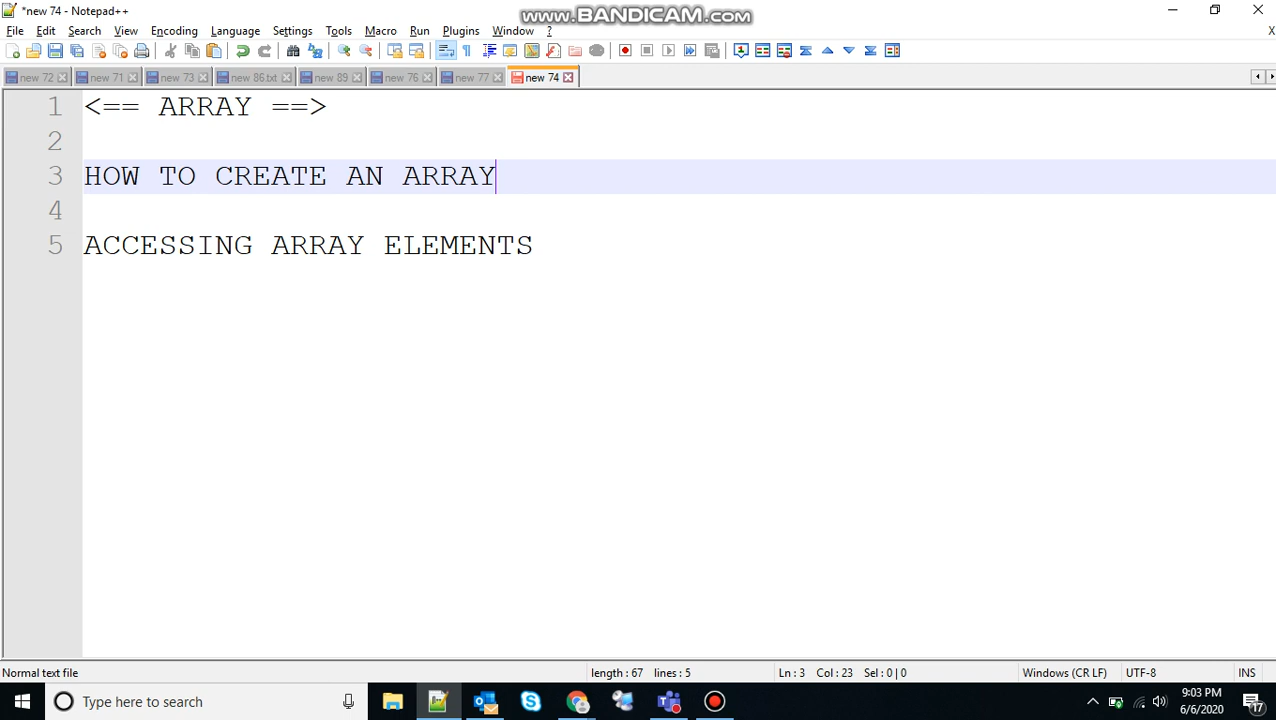 *new 74 - Notepad++
www.BANDICAM.com
File Edit Search View Encoding Language Settings Tools Macro Run Plugins Window ?
X
new 72 new 71 new 73 new 86.txt new 89 new 76 new 77 new 74
1 <== ARRAY ==>
2
3 HOW TO CREATE AN ARRAY
4
5 ACCESSING ARRAY ELEMENTS
Normal text file length : 67 lines : 5 Ln : 3 Col : 23 Sel : 0 | 0 Windows (CR LF) UTF-8 INS
Type here to search
9:03 PM
6/6/2020
17